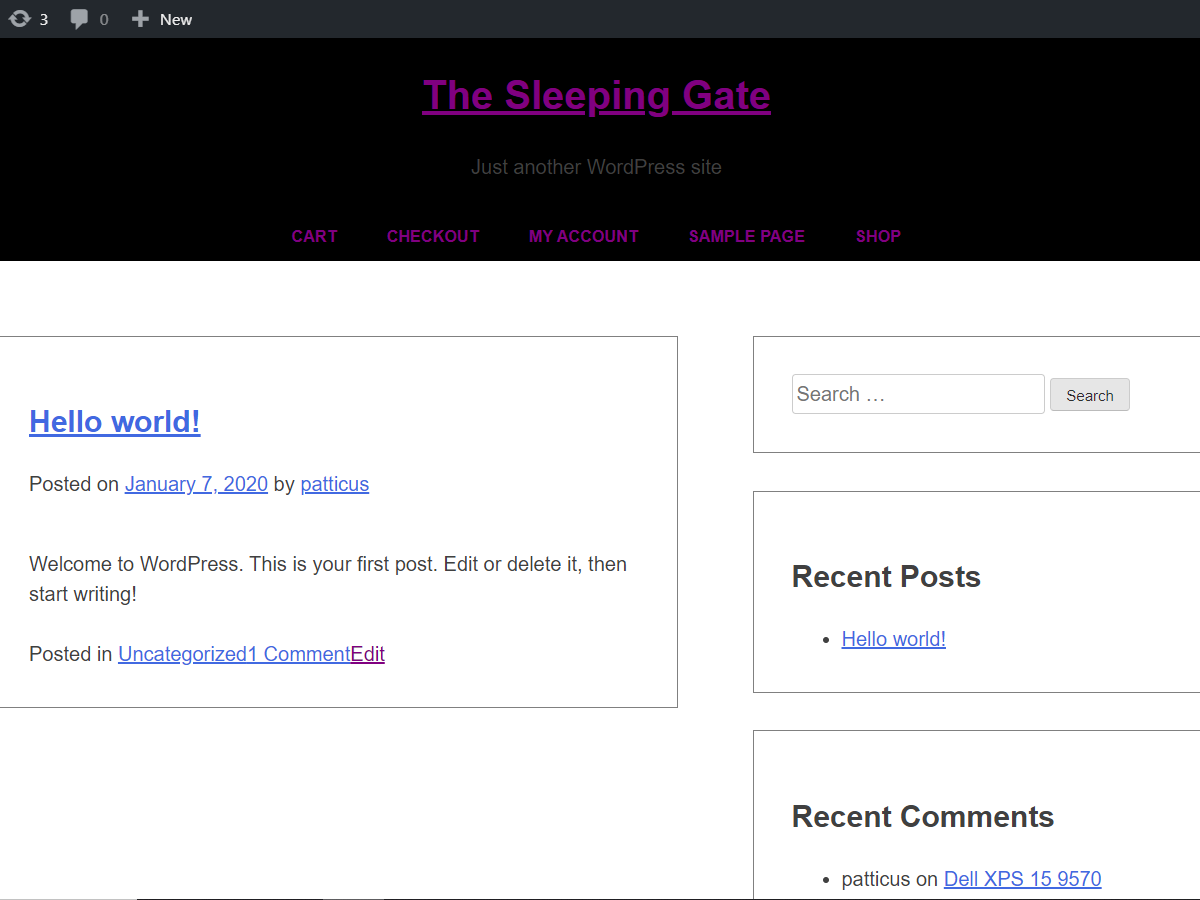 3 0 New
The Sleeping Gate
Just another WordPress site
CART CHECKOUT MY ACCOUNT SAMPLE PAGE SHOP
Hello world!
Posted on January 7, 2020 by patticus
Welcome to WordPress. This is your first post. Edit or delete it, then
start writing!
Posted in Uncategorized1 CommentEdit
Search … Search
Recent Posts
Hello world!
Recent Comments
patticus on Dell XPS 15 9570